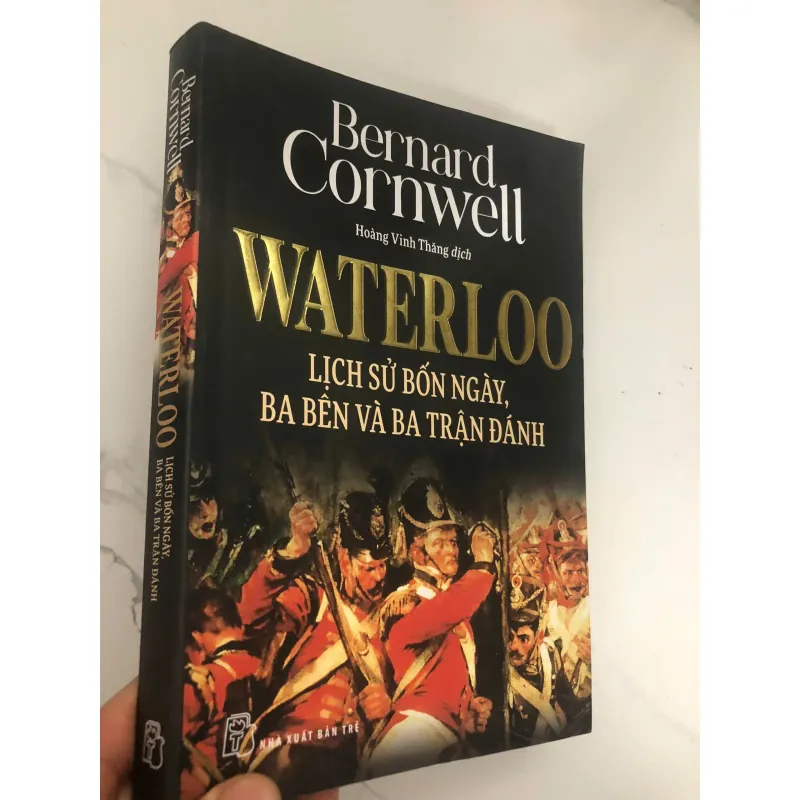 Bernard
Cornwell
Hoàng Vinh Thăng dịch
WATERLOO
LỊCH SỬ BỐN NGÀY,
BA BÊN VÀ BA TRẬN ĐÁNH
NHÀ XUẤT BẢN TRẺ
Bernard
Cornwell
WATERLOO
LỊCH SỬ BỐN NGÀY,
BA BÊN VÀ BA TRẬN ĐÁNH